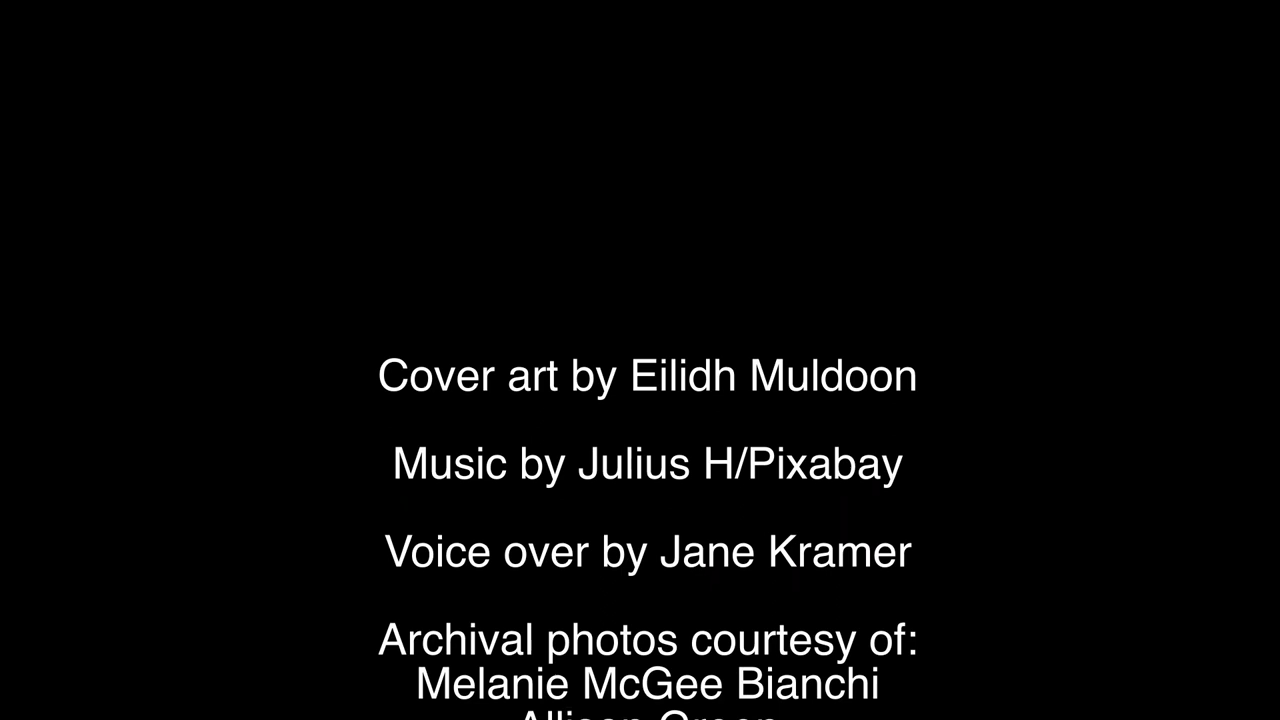 Cover art by Eilidh Muldoon
Music by Julius H/Pixabay
Voice over by Jane Kramer
Archival photos courtesy of:
Melanie McGee Bianchi